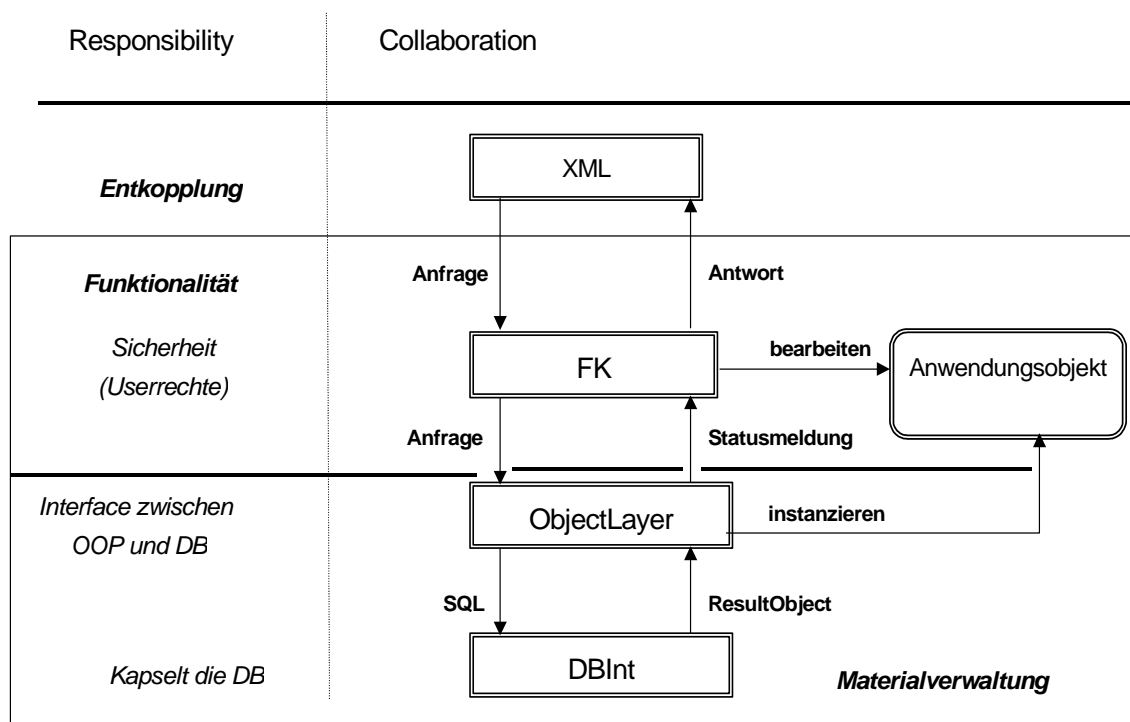 Responsibility
Collaboration
XML
Entkopplung
Funktionalität
Anfrage
Antwort
Sicherheit
(Userrechte)
FK
bearbeiten
Anwendungsobjekt
Anfrage
Statusmeldung
Interface zwischen
OOP und DB
ObjectLayer
instanzieren
SQL
ResultObject
Kapselt die DB
DBInt
Materialverwaltung